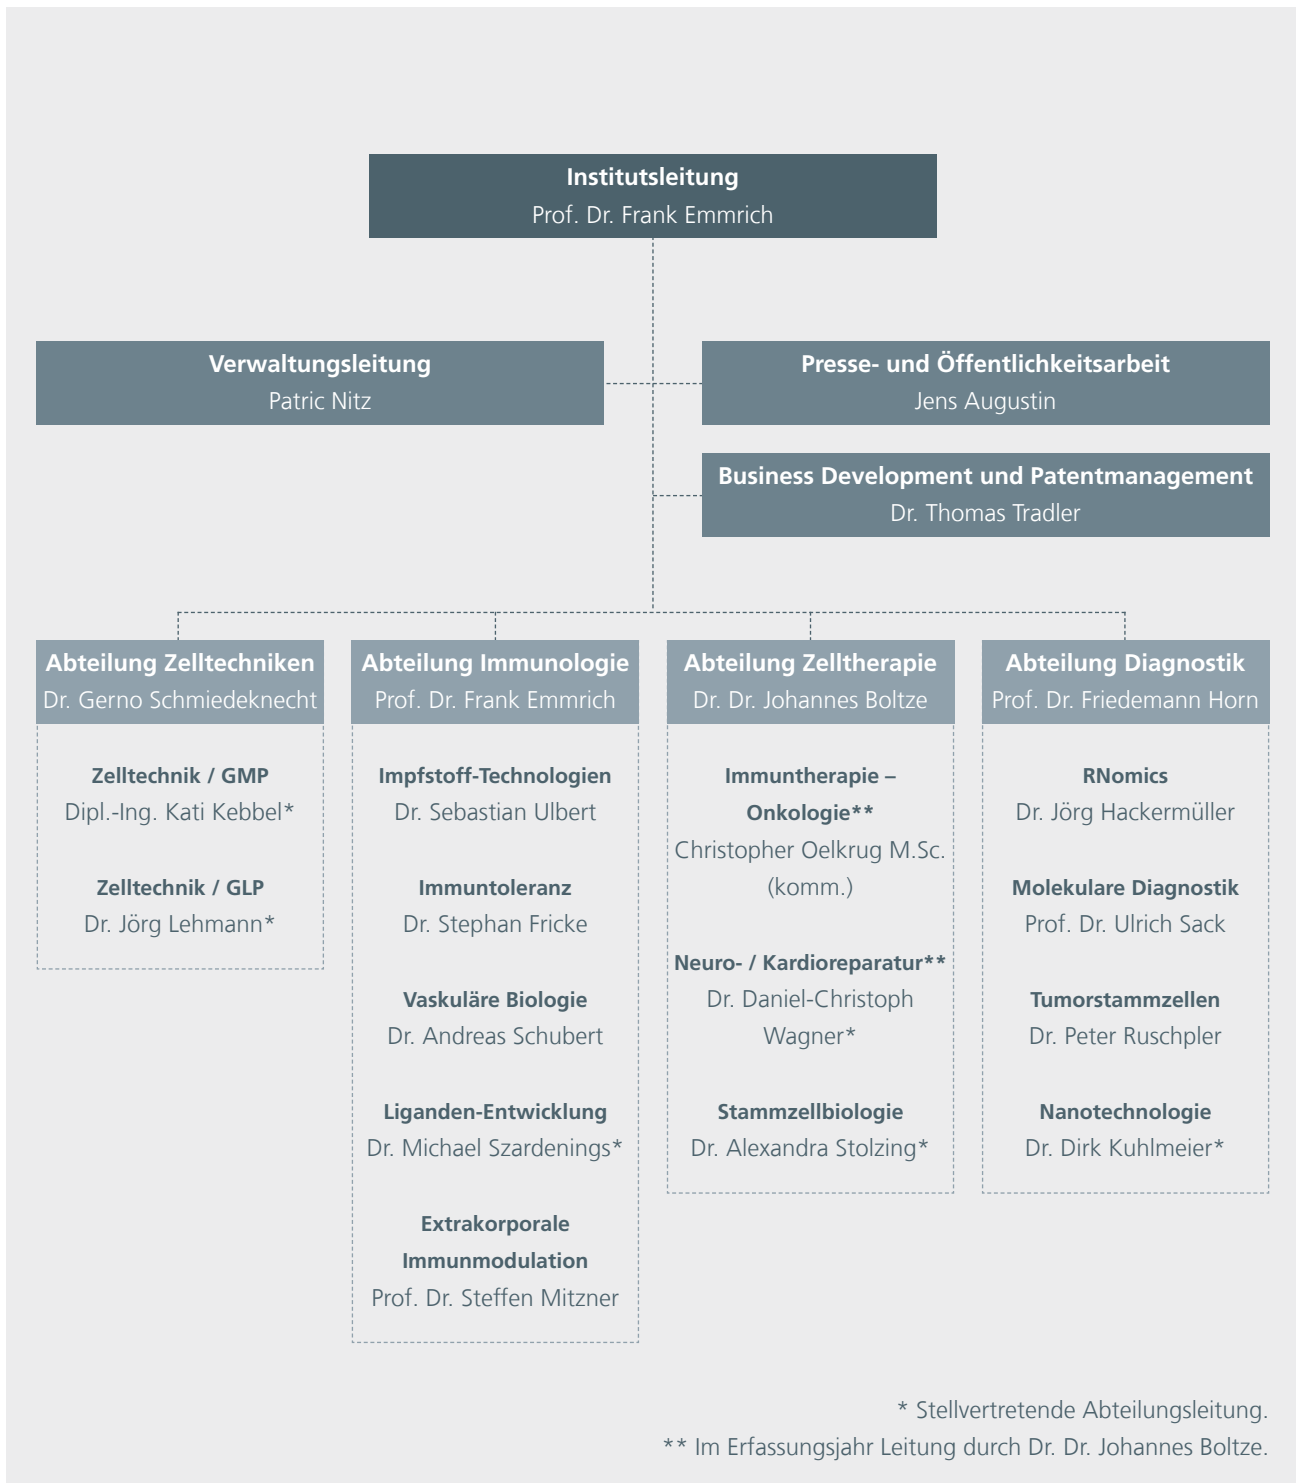 Institutsleitung
Prof. Dr. Frank Emmrich
Verwaltungsleitung
Patric Nitz
Presse- und Öffentlichkeitsarbeit
Jens Augustin
Business Development und Patentmanagement
Dr. Thomas Tradler
Abteilung Zelltechniken
Dr. Gerno Schmiedeknecht
Zelltechnik / GMP
Dipl.-Ing. Kati Kebbel*
Zelltechnik / GLP
Dr. Jörg Lehmann*
Abteilung Immunologie
Prof. Dr. Frank Emmrich
Impfstoff-Technologien
Dr. Sebastian Ulbert
Immuntoleranz
Dr. Stephan Fricke
Vaskuläre Biologie
Dr. Andreas Schubert
Liganden-Entwicklung
Dr. Michael Szardenings*
Extrakorporale
Immunmodulation
Prof. Dr. Steffen Mitzner
Abteilung Zelltherapie
Dr. Dr. Johannes Boltze
Immuntherapie –
Onkologie**
Christopher Oelkrug M.Sc.
(komm.)
Neuro- / Kardioreparatur**
Dr. Daniel-Christoph
Wagner*
Stammzellbiologie
Dr. Alexandra Stolzing*
Abteilung Diagnostik
Prof. Dr. Friedemann Horn
RNomics
Dr. Jörg Hackermüller
Molekulare Diagnostik
Prof. Dr. Ulrich Sack
Tumorstammzellen
Dr. Peter Ruschpler
Nanotechnologie
Dr. Dirk Kuhlmeier*
* Stellvertretende Abteilungsleitung.
** Im Erfassungsjahr Leitung durch Dr. Dr. Johannes Boltze.